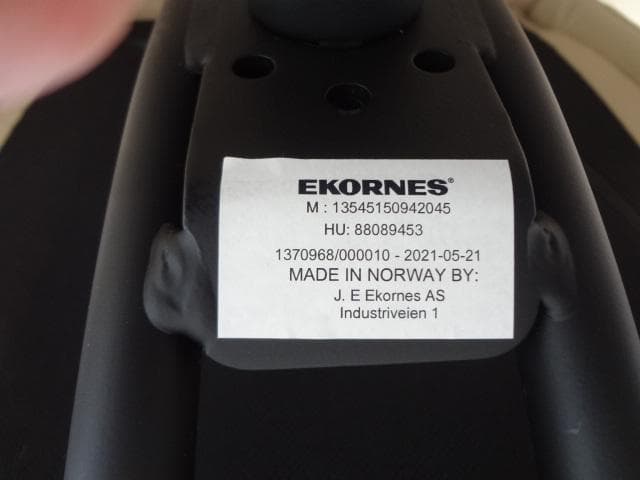 EKORNES®
M : 13545150942045
HU: 88089453
1370968/000010 - 2021-05-21
MADE IN NORWAY BY:
J. E Ekornes AS
Industriveien 1